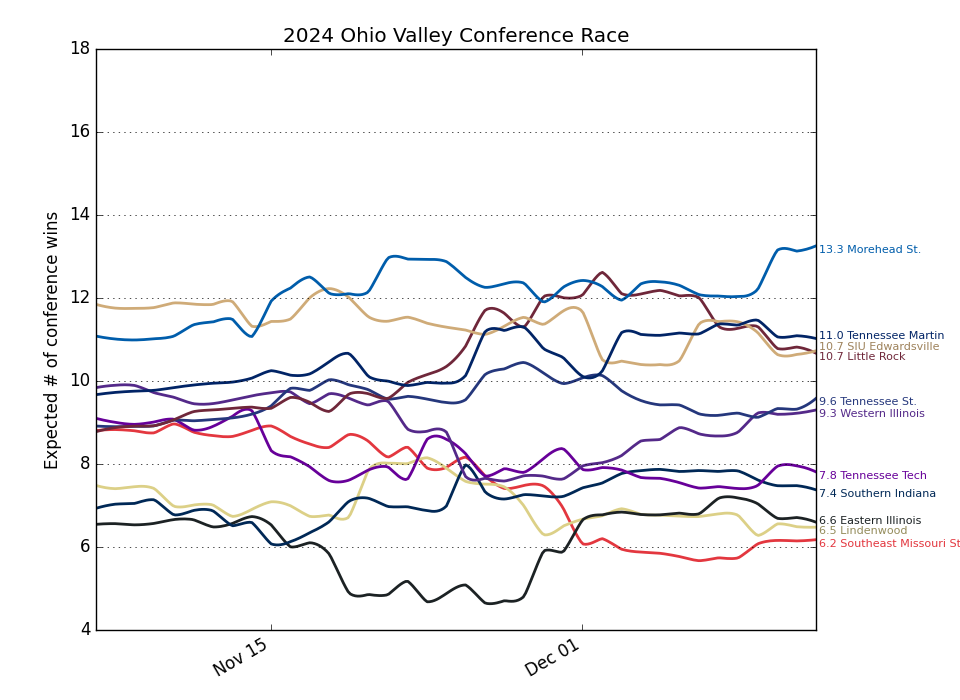 2024 Ohio Valley Conference Race
Expected # of conference wins
18
16
14
12
10
8
6
4
Nov 15
Dec 01
13.3 Morehead St.
11.0 Tennessee Martin
10.7 SIU Edwardsville
10.7 Little Rock
9.6 Tennessee St.
9.3 Western Illinois
7.8 Tennessee Tech
7.4 Southern Indiana
6.6 Eastern Illinois
6.5 Lindenwood
6.2 Southeast Missouri St